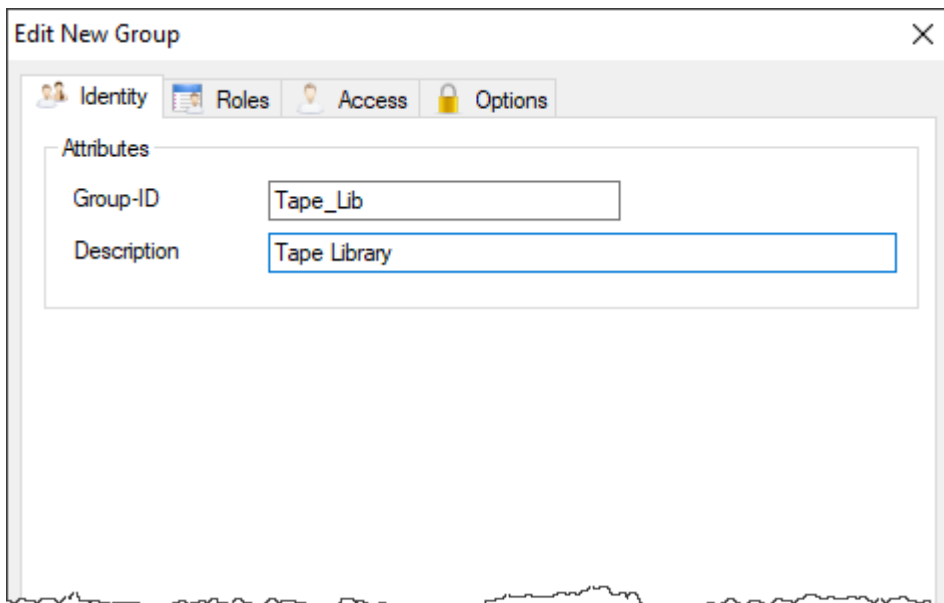 Edit New Group
Identity Roles Access Options
Attributes
Group-ID Tape_Lib
Description Tape Library